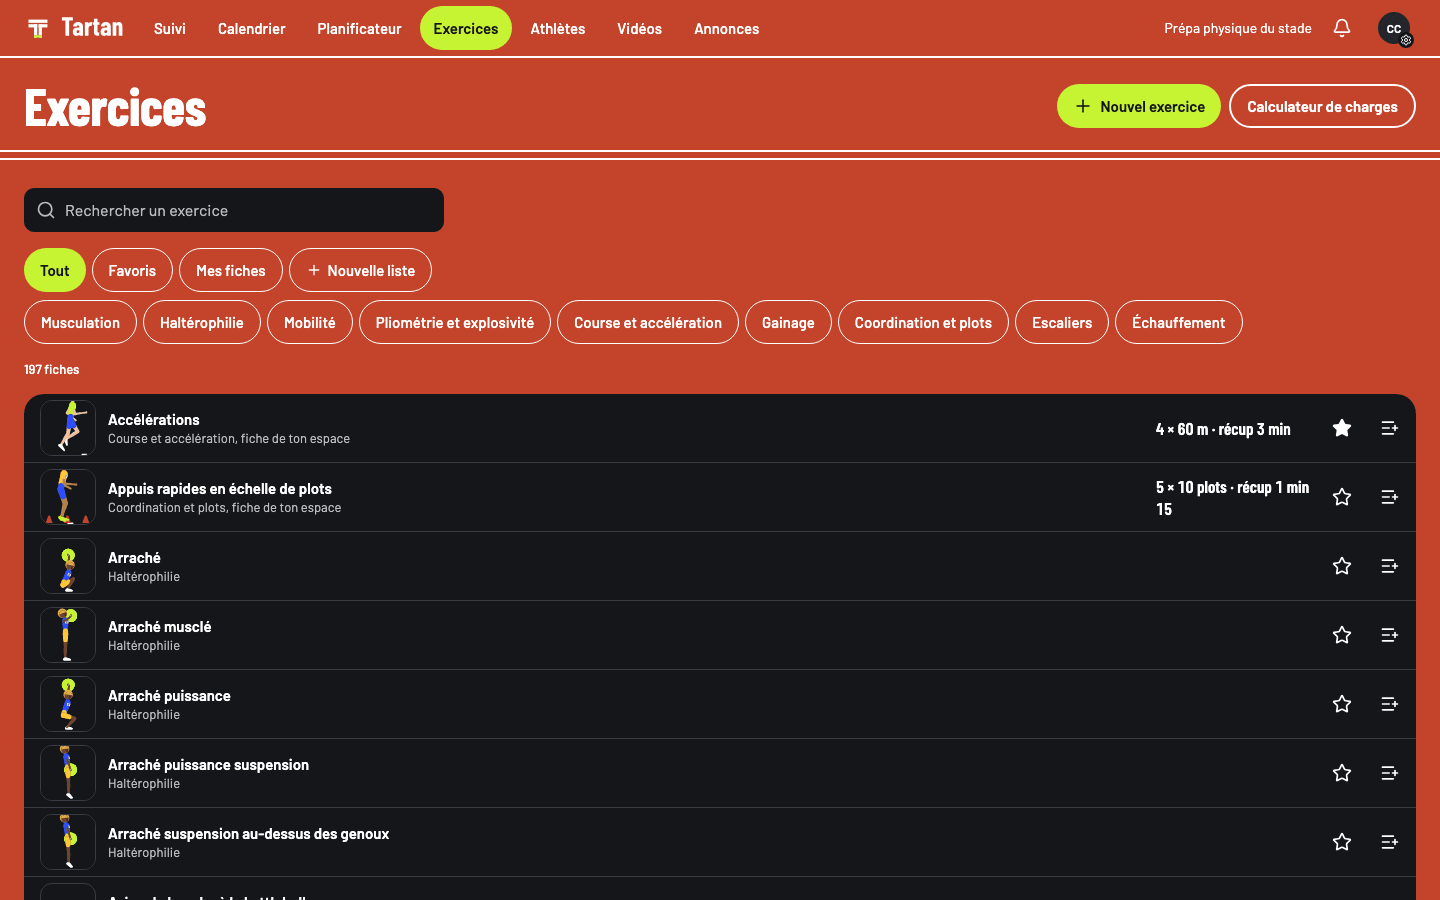 Tartan
Suivi
Calendrier
Planificateur
Exercices
Athlètes
Vidéos
Annonces
Prépa physique du stade
CC
Exercices
Nouvel exercice
Calculateur de charges
Rechercher un exercice
Tout
Favoris
Mes fiches
Nouvelle liste
Musculation
Haltérophilie
Mobilité
Pliométrie et explosivité
Course et accélération
Gainage
Coordination et plots
Escaliers
Échauffement
197 fiches
Accélérations
Course et accélération, fiche de ton espace
4 × 60 m · récup 3 min
Appuis rapides en échelle de plots
Coordination et plots, fiche de ton espace
5 × 10 plots · récup 1 min
15
Arraché
Haltérophilie
Arraché musclé
Haltérophilie
Arraché puissance
Haltérophilie
Arraché puissance suspension
Haltérophilie
Arraché suspension au-dessus des genoux
Haltérophilie